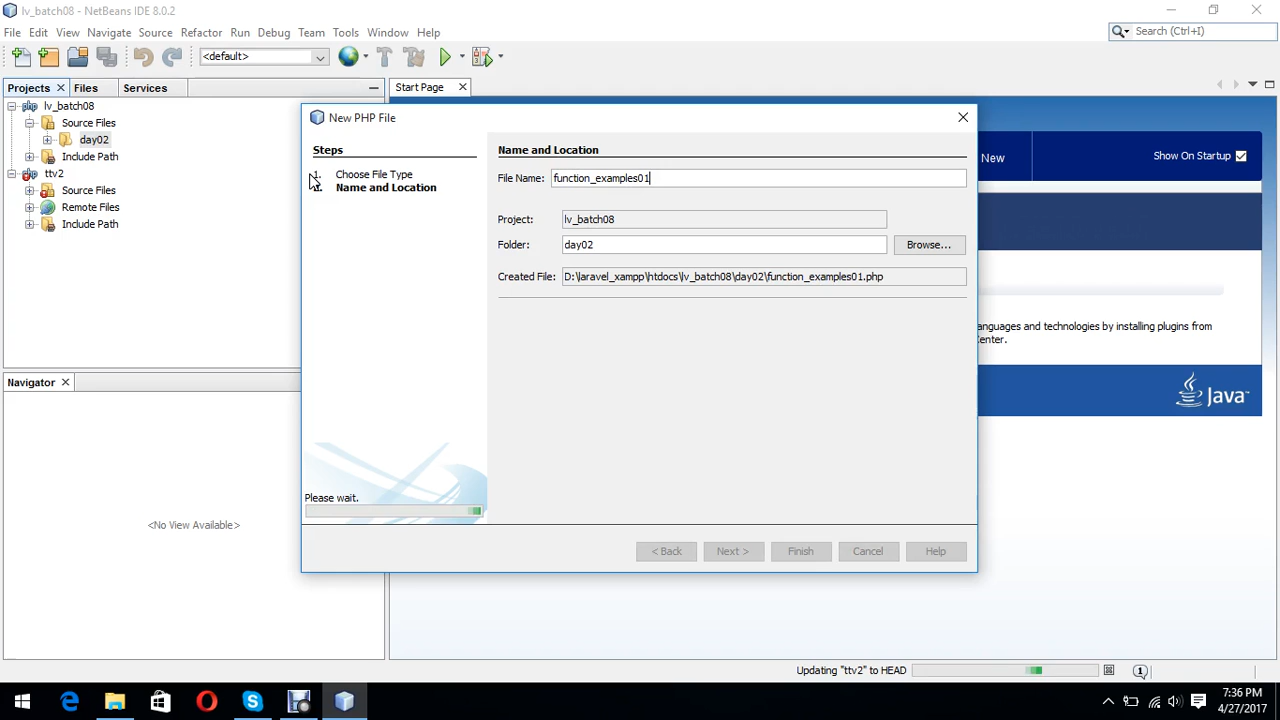 lv_batch08 - NetBeans IDE 8.0.2
File Edit View Navigate Source Refactor Run Debug Team Tools Window Help
Search (Ctrl+I)
<default>
Projects Files Services
Start Page
lv_batch08
Source Files
day02
Include Path
ttv2
Source Files
Remote Files
Include Path
New
Show On Startup
anguages and technologies by installing plugins from
enter.
Java
Navigator
<No View Available>
New PHP File
Steps
1. Choose File Type
Name and Location
Please wait.
Name and Location
File Name: function_examples01
Project: lv_batch08
Folder: day02
Browse...
Created File: D:\laravel_xampp\htdocs\lv_batch08\day02\function_examples01.php
< Back Next > Finish Cancel Help
Updating "ttv2" to HEAD
1
7:36 PM
4/27/2017